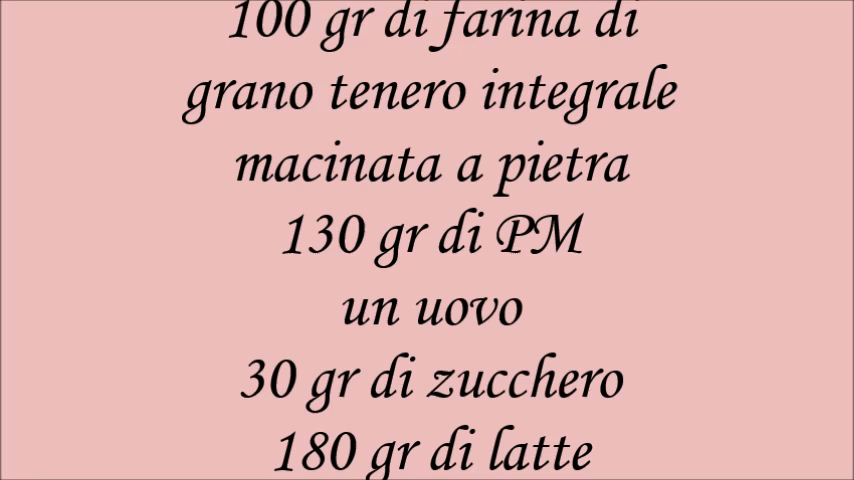 100 gr di farina di
grano tenero integrale
macinata a pietra
130 gr di PM
un uovo
30 gr di zucchero
180 gr di latte